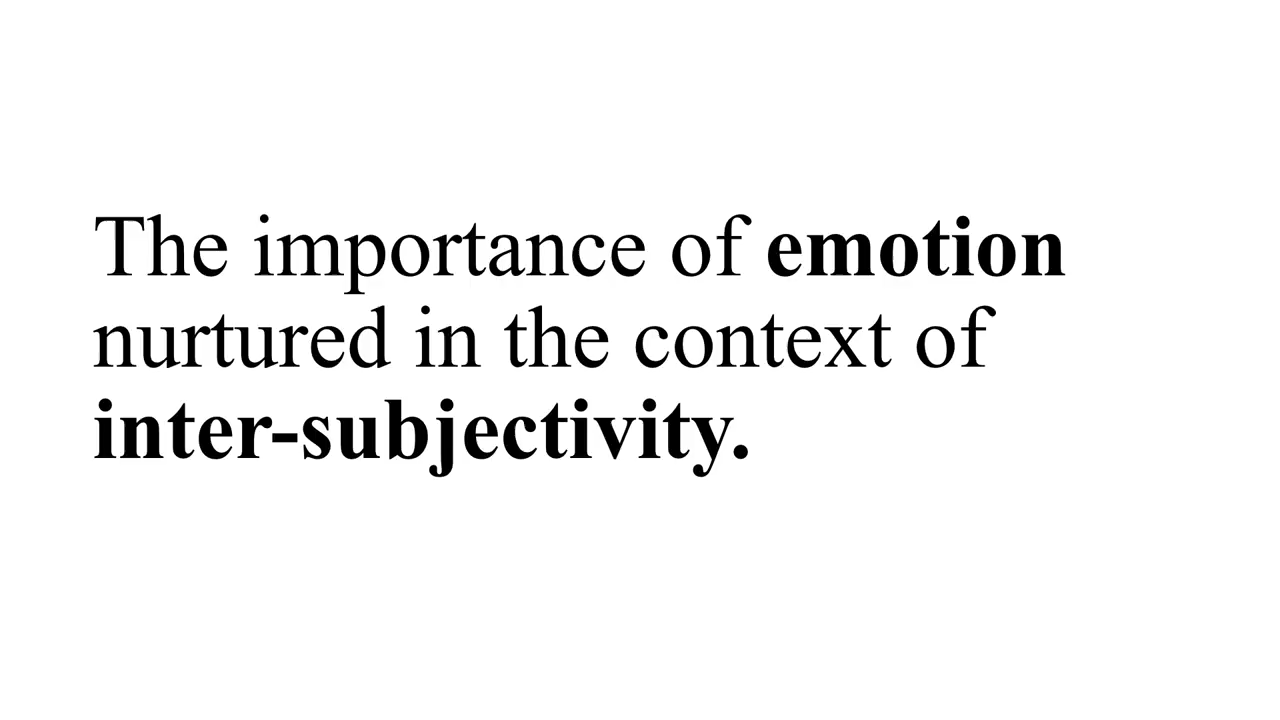 The importance of emotion
nurtured in the context of
inter-subjectivity.